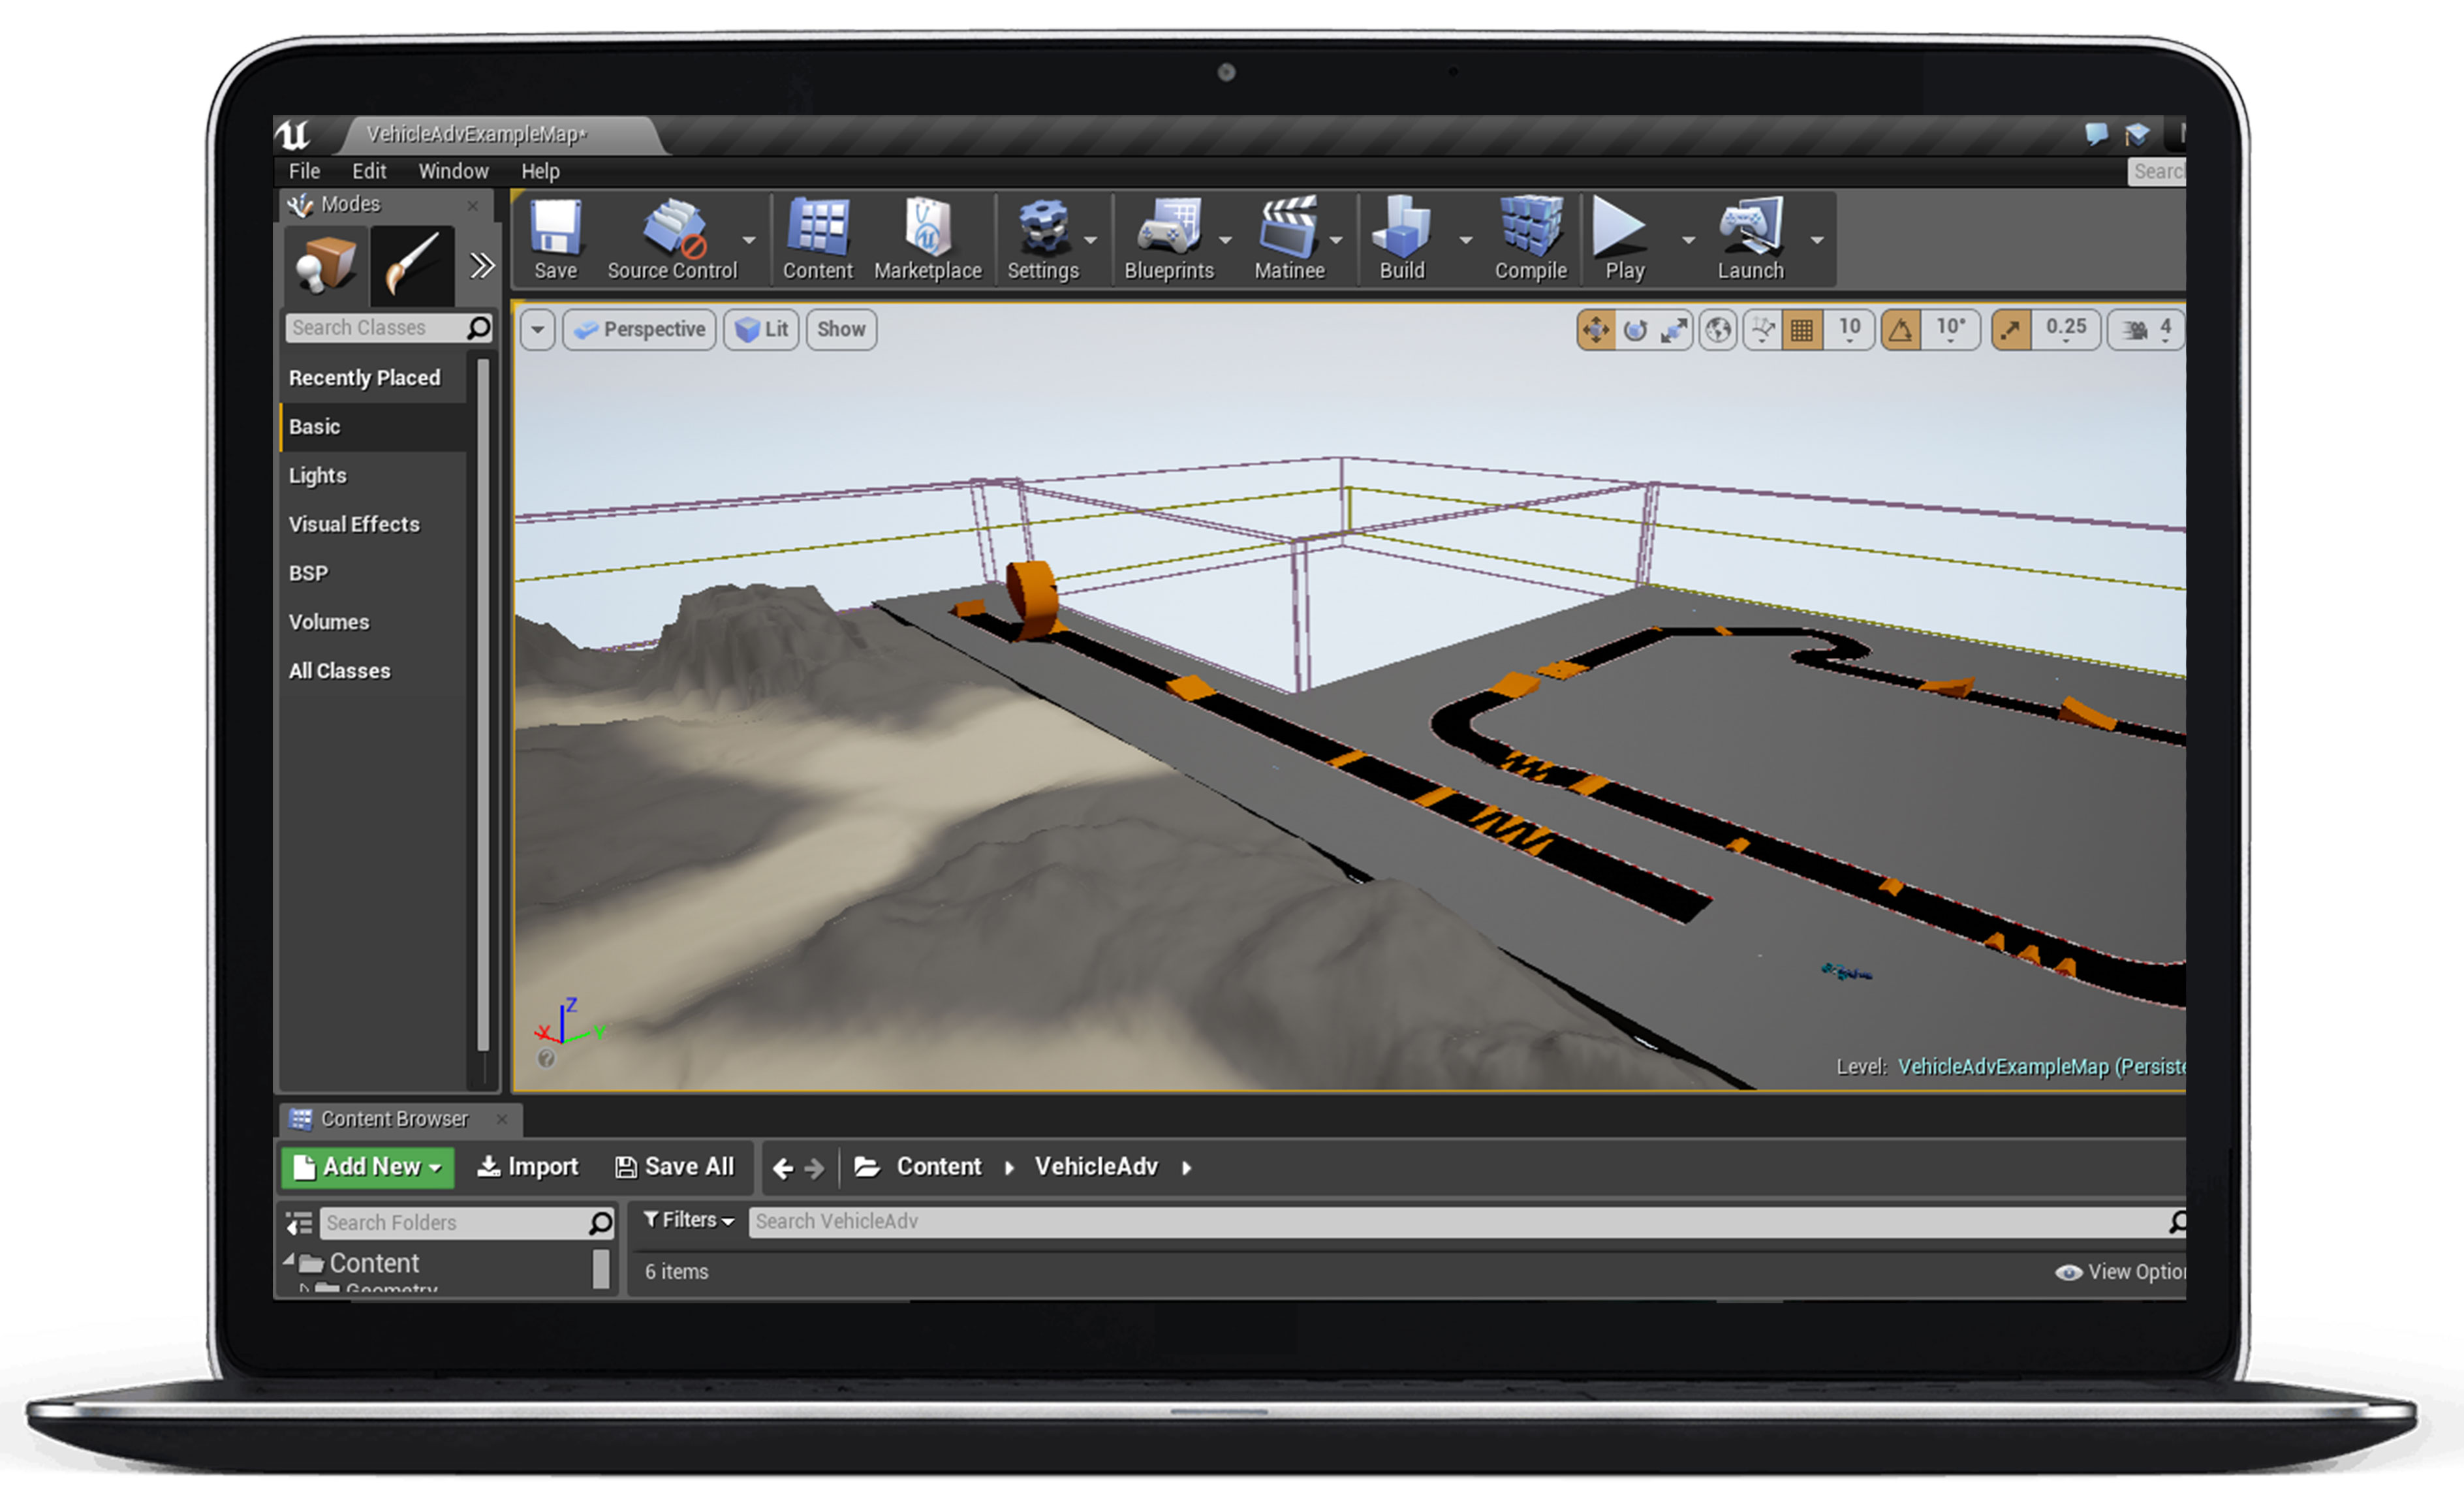 VehicleAdvExampleMap*
File Edit Window Help
Searc
Modes
Save Source Control Content Marketplace Settings Blueprints Matinee Build Compile Play Launch
Search Classes
Perspective Lit Show
10 10° 0.25 4
Recently Placed
Basic
Lights
Visual Effects
BSP
Volumes
All Classes
Z
X Y
Level: VehicleAdvExampleMap (Persiste
Content Browser
Add New Import Save All Content VehicleAdv
Search Folders
Filters Search VehicleAdv
Content
6 items
View Option
Geometry